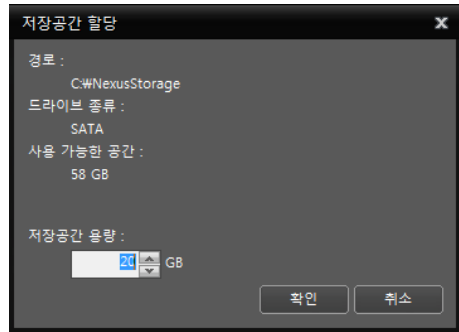 저장공간 할당
경로 :
C:₩NexusStorage
드라이브 종류 :
SATA
사용 가능한 공간 :
58 GB
저장공간 용량 :
20 GB
확인 취소